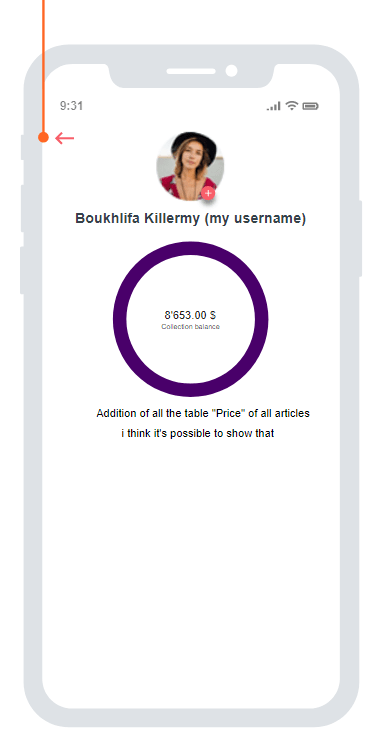 9:31
Boukhlifa Killermy (my username)
8'653.00 $
Collection balance
Addition of all the table "Price" of all articles
i think it's possible to show that